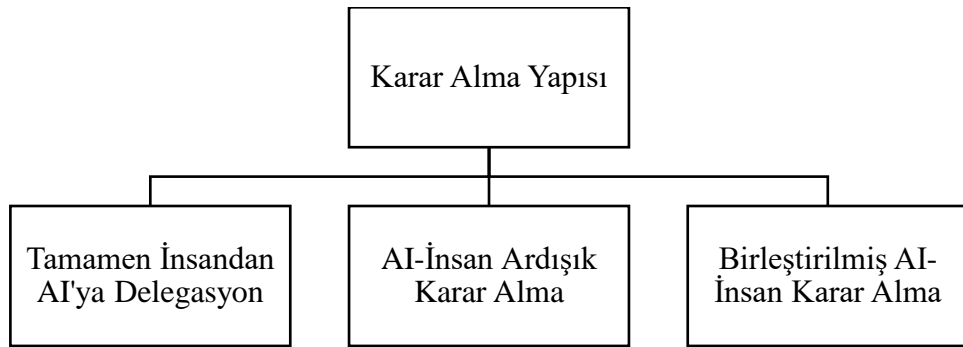 Karar Alma Yapısı
Tamamen İnsandan
AI'ya Delegasyon
AI-İnsan Ardışık
Karar Alma
Birleştirilmiş AI-
İnsan Karar Alma